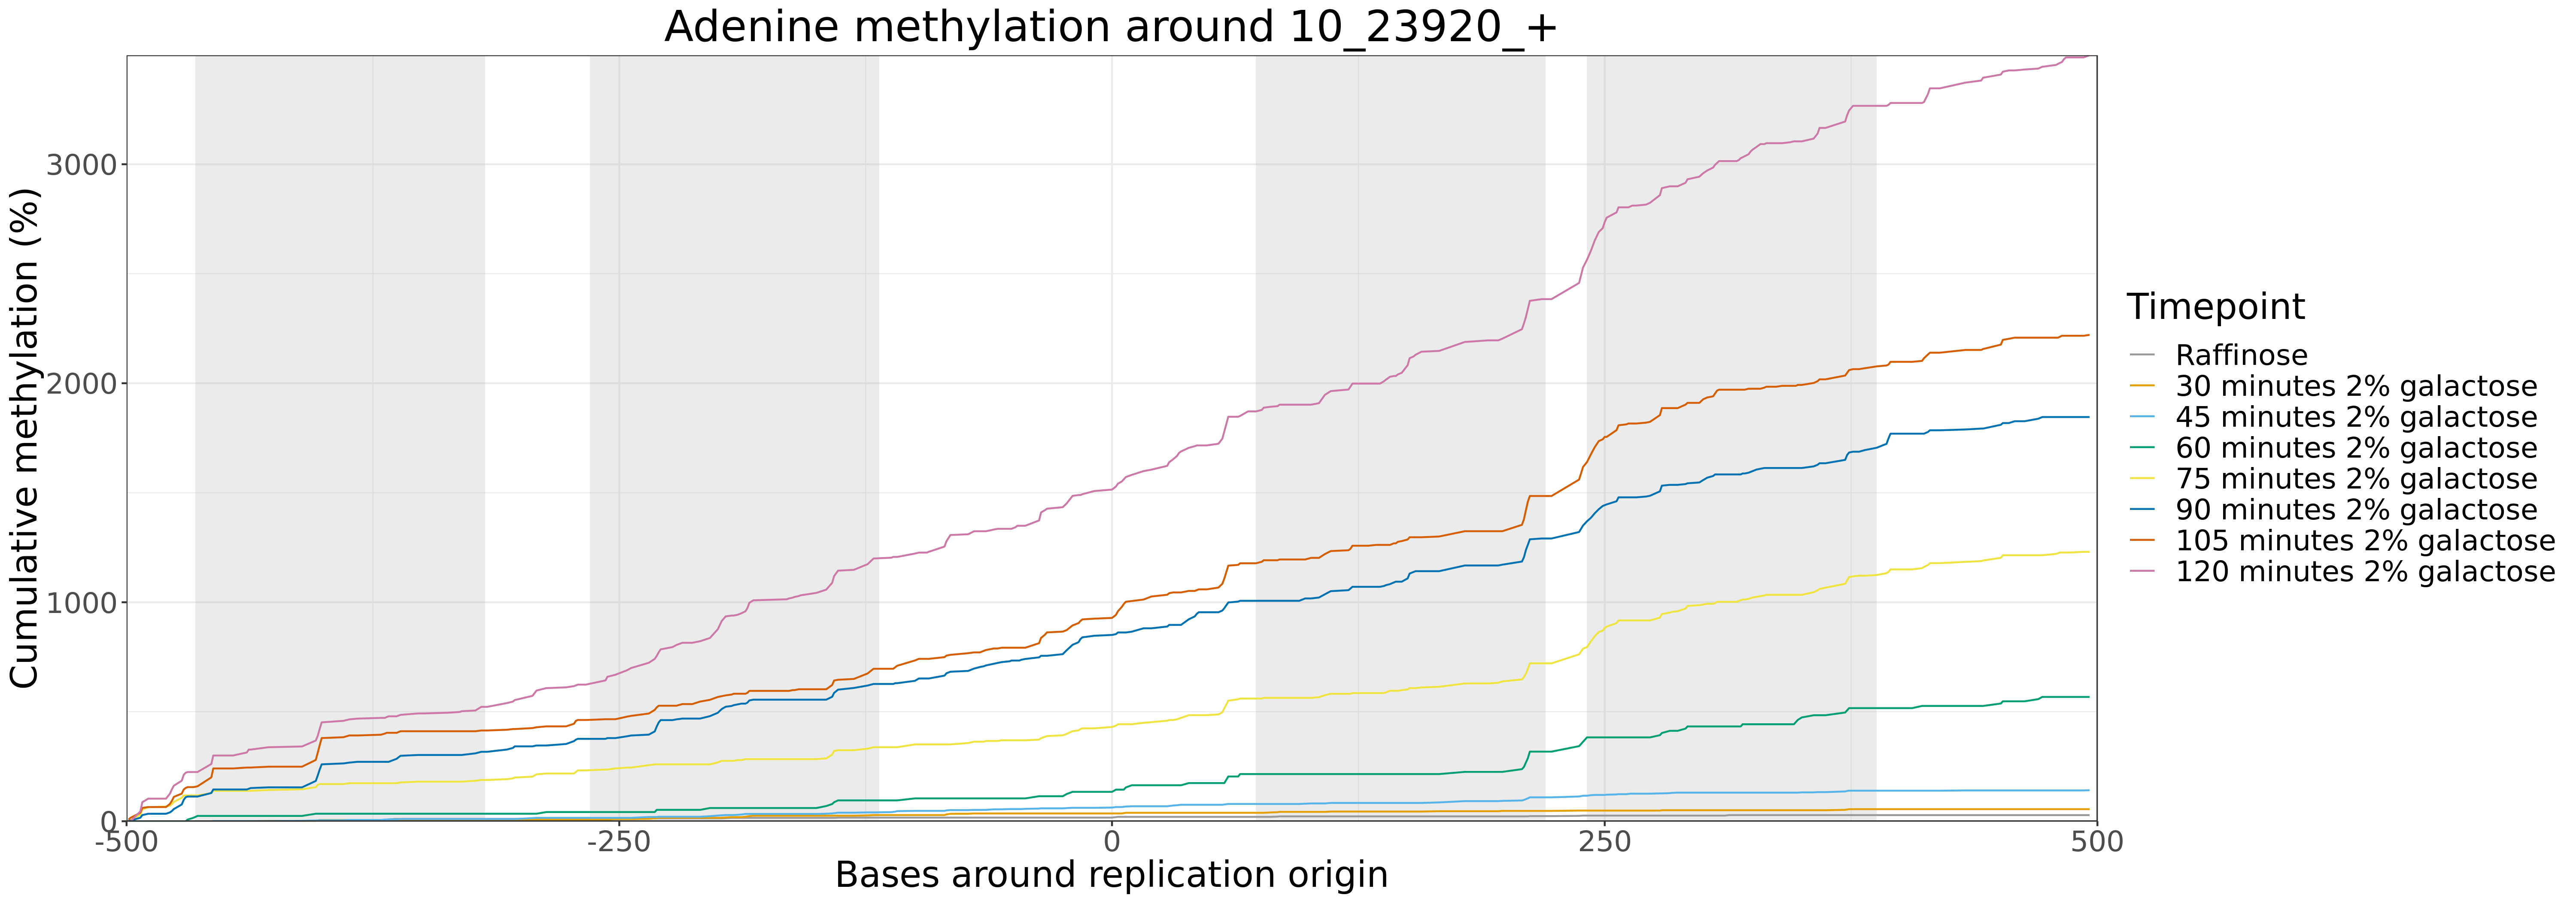 Adenine methylation around 10_23920_+
Cumulative methylation (%)
3000
2000
1000
0
-500
-250
0
250
500
Bases around replication origin
Timepoint
Raffinose
30 minutes 2% galactose
45 minutes 2% galactose
60 minutes 2% galactose
75 minutes 2% galactose
90 minutes 2% galactose
105 minutes 2% galactose
120 minutes 2% galactose